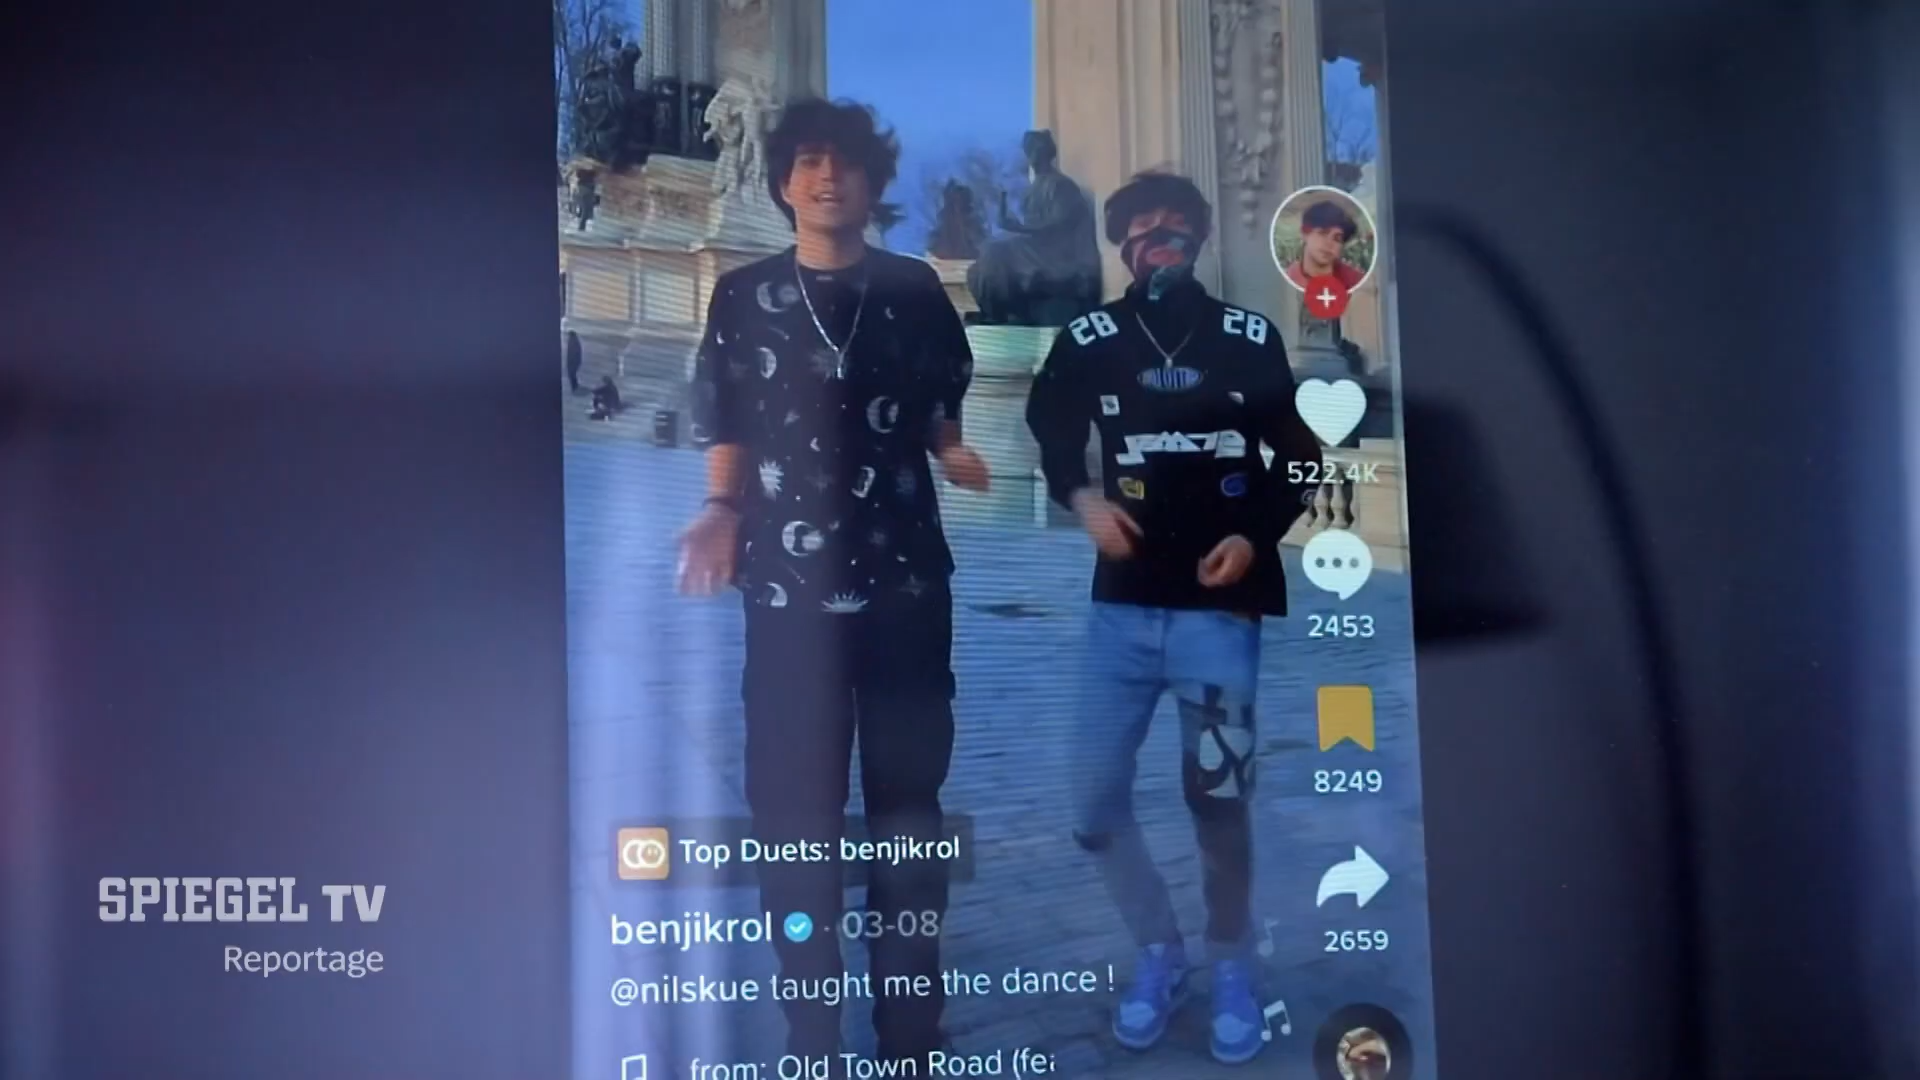 28 28
522.4K
2453
8249
Top Duets: benjikrol
benjikrol · 03-08
2659
@nilskue taught me the dance !
from: Old Town Road (fea
SPIEGEL TV
Reportage